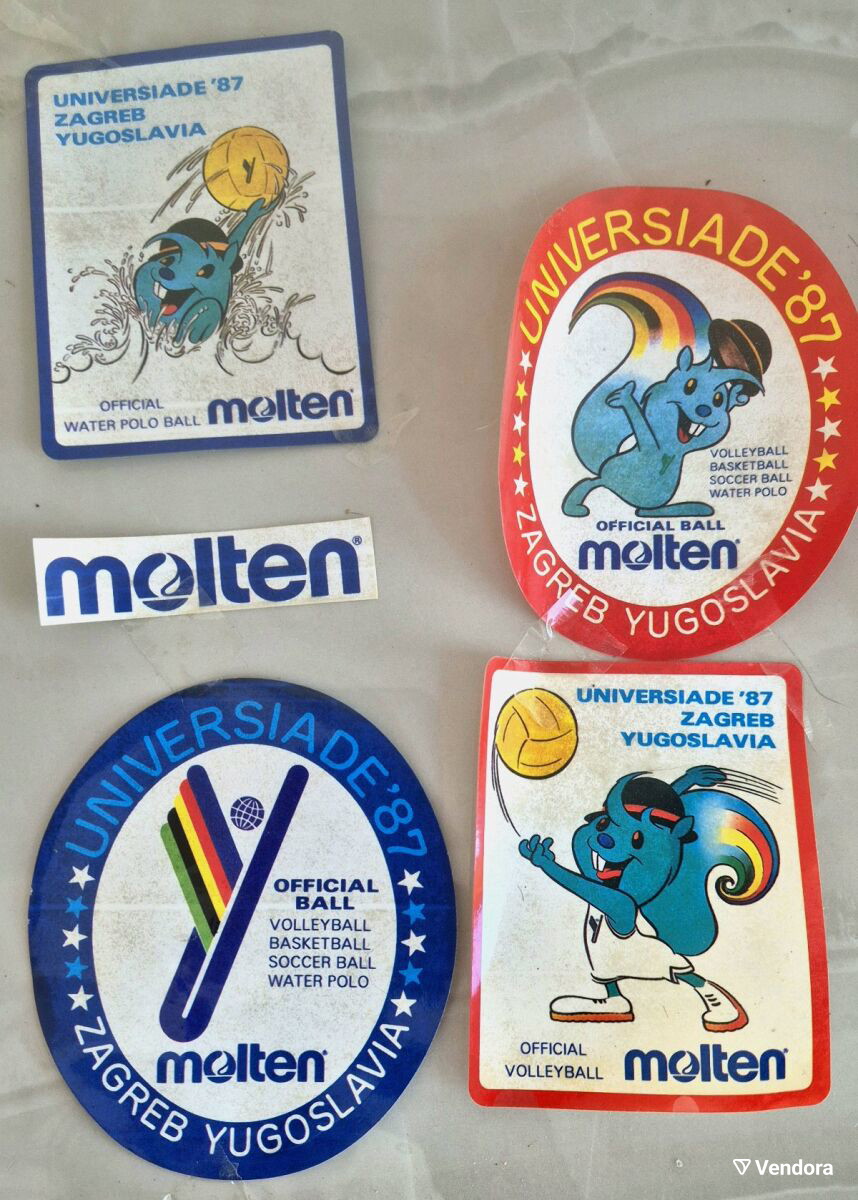 UNIVERSIADE '87
ZAGREB
YUGOSLAVIA
OFFICIAL
WATER POLO BALL molten
UNIVERSIADE '87
VOLLEYBALL
BASKETBALL
SOCCER BALL
WATER POLO
OFFICIAL BALL
molten
ZAGREB YUGOSLAVIA
molten®
UNIVERSIADE '87
OFFICIAL
BALL
VOLLEYBALL
BASKETBALL
SOCCER BALL
WATER POLO
molten
ZAGREB YUGOSLAVIA
UNIVERSIADE '87
ZAGREB
YUGOSLAVIA
OFFICIAL
VOLLEYBALL molten
Vendora